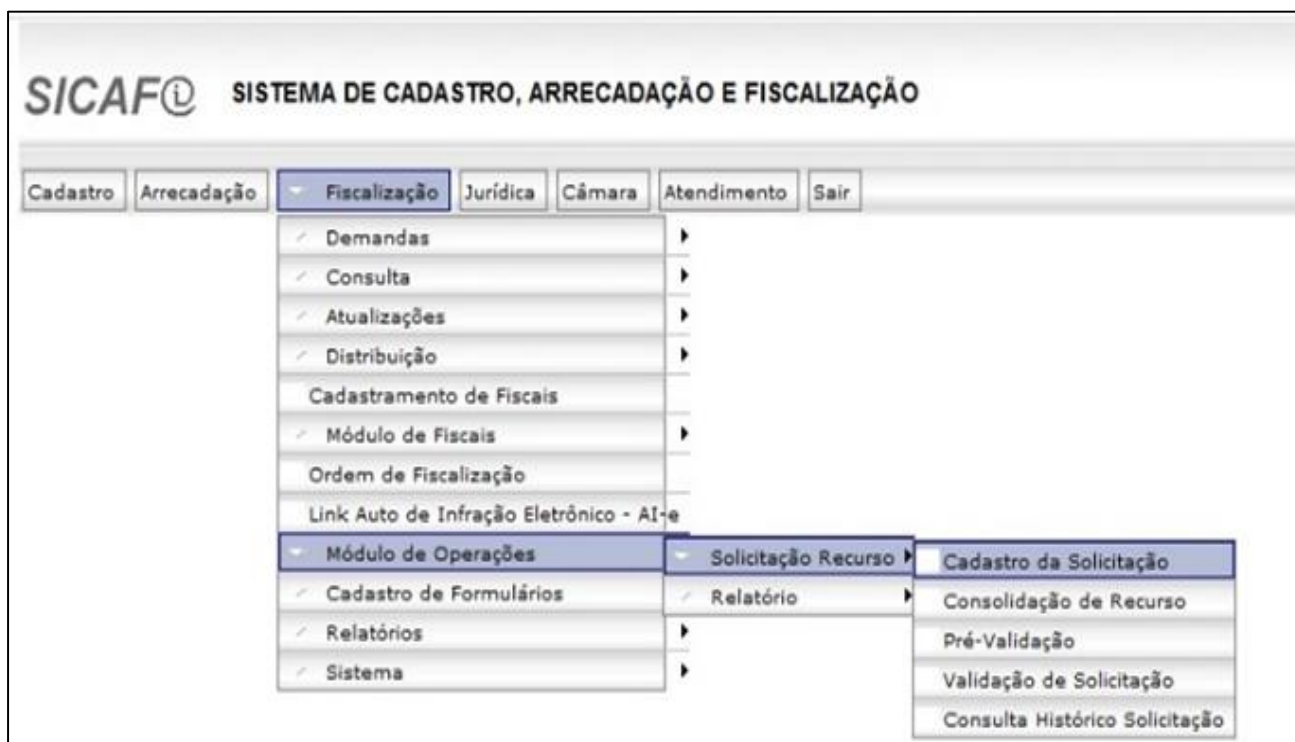 SICAFi SISTEMA DE CADASTRO, ARRECADAÇÃO E FISCALIZAÇÃO
Cadastro Arrecadação Fiscalização Jurídica Câmara Atendimento Sair
Demandas
Consulta
Atualizações
Distribuição
Cadastramento de Fiscais
Módulo de Fiscais
Ordem de Fiscalização
Link Auto de Infração Eletrônico - AI-e
Módulo de Operações Solicitação Recurso Cadastro da Solicitação
Cadastro de Formulários Relatório Consolidação de Recurso
Relatórios Pré-Validação
Sistema Validação de Solicitação
Consulta Histórico Solicitação